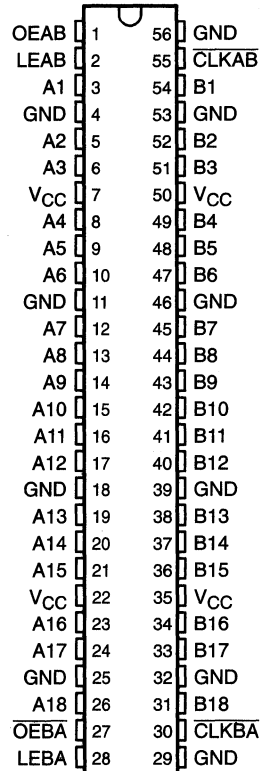 OEAB 1 56 GND
LEAB 2 55 CLKAB
A1 3 54 B1
GND 4 53 GND
A2 5 52 B2
A3 6 51 B3
VCC 7 50 VCC
A4 8 49 B4
A5 9 48 B5
A6 10 47 B6
GND 11 46 GND
A7 12 45 B7
A8 13 44 B8
A9 14 43 B9
A10 15 42 B10
A11 16 41 B11
A12 17 40 B12
GND 18 39 GND
A13 19 38 B13
A14 20 37 B14
A15 21 36 B15
VCC 22 35 VCC
A16 23 34 B16
A17 24 33 B17
GND 25 32 GND
A18 26 31 B18
OEBA 27 30 CLKBA
LEBA 28 29 GND